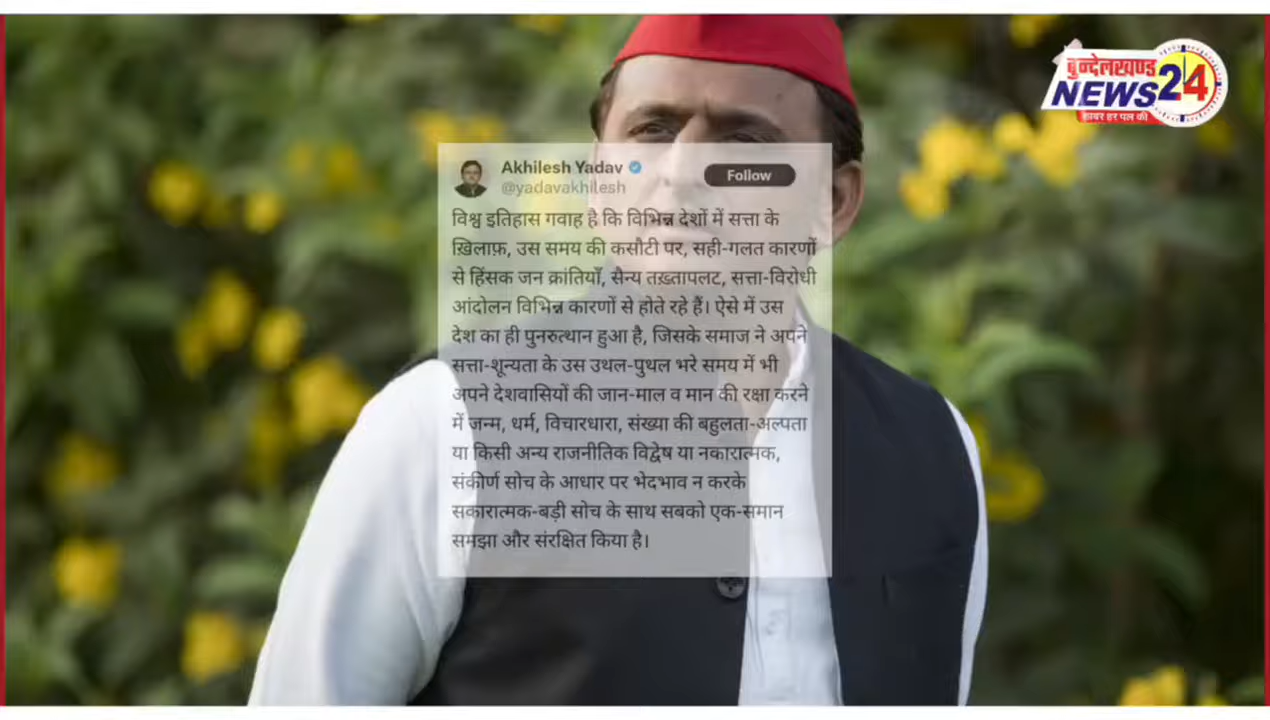 बुन्देलखण्ड
NEWS24
खबर हर पल की
Akhilesh Yadav
@yadavakhilesh
Follow
विश्व इतिहास गवाह है कि विभिन्न देशों में सत्ता के
ख़िलाफ़, उस समय की कसौटी पर, सही-गलत कारणों
से हिंसक जन क्रांतियाँ, सैन्य तख़्तापलट, सत्ता-विरोधी
आंदोलन विभिन्न कारणों से होते रहे हैं। ऐसे में उस
देश का ही पुनरुत्थान हुआ है, जिसके समाज ने अपने
सत्ता-शून्यता के उस उथल-पुथल भरे समय में भी
अपने देशवासियों की जान-माल व मान की रक्षा करने
में जन्म, धर्म, विचारधारा, संख्या की बहुलता-अल्पता
या किसी अन्य राजनीतिक विद्वेष या नकारात्मक,
संकीर्ण सोच के आधार पर भेदभाव न करके
सकारात्मक-बड़ी सोच के साथ सबको एक-समान
समझा और संरक्षित किया है।